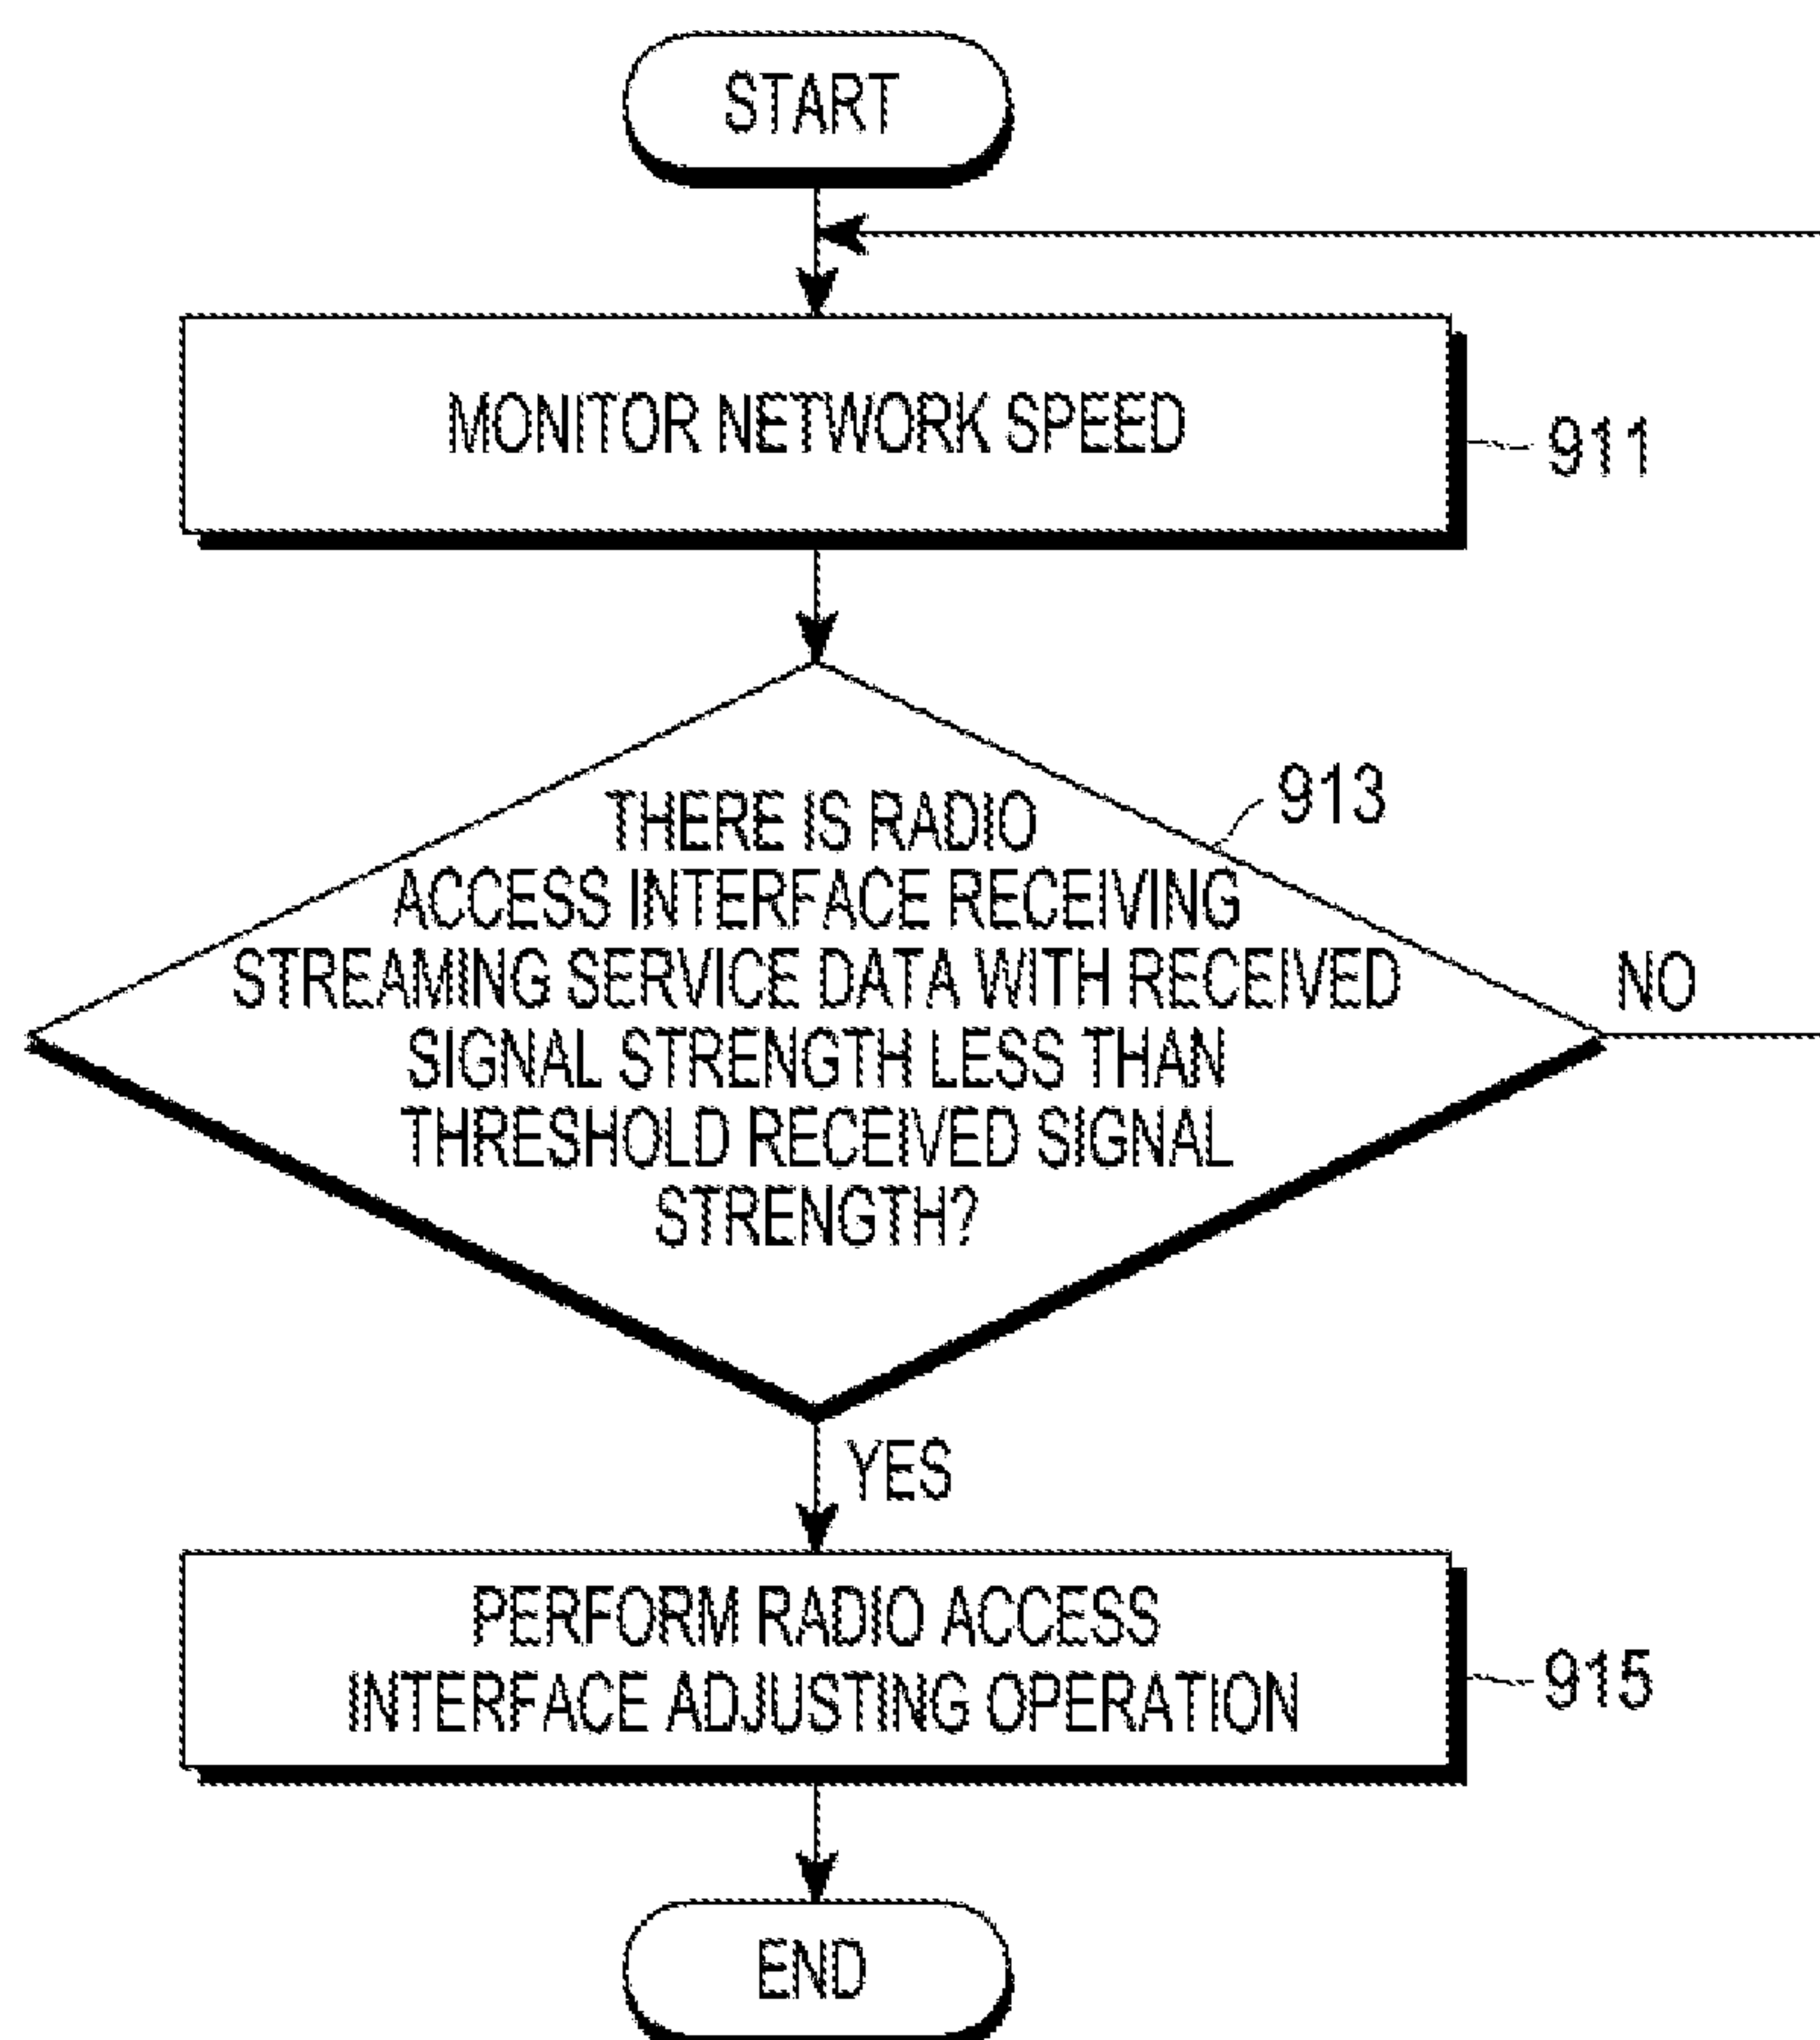 START
MONITOR NETWORK SPEED
911
THERE IS RADIO
913
ACCESS INTERFACE RECEIVING
STREAMING SERVICE DATA WITH RECEIVED
NO
SIGNAL STRENGTH LESS THAN
THRESHOLD RECEIVED SIGNAL
STRENGTH?
YES
PERFORM RADIO ACCESS
INTERFACE ADJUSTING OPERATION
915
END